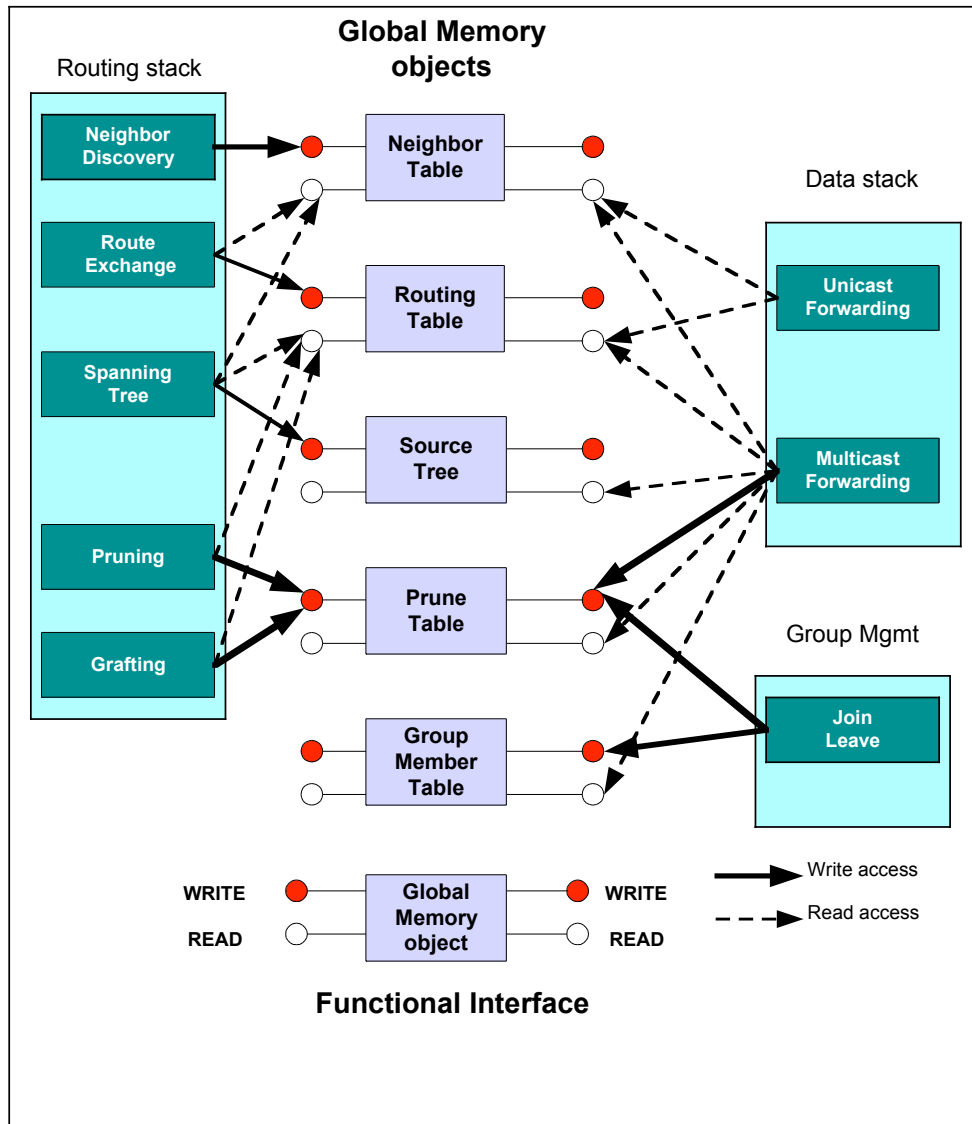 Global Memory
objects
Routing stack
Neighbor
Discovery
Route
Exchange
Spanning
Tree
Pruning
Grafting
Neighbor
Table
Routing
Table
Source
Tree
Prune
Table
Group
Member
Table
Data stack
Unicast
Forwarding
Multicast
Forwarding
Group Mgmt
Join
Leave
WRITE
READ
Global
Memory
object
WRITE
READ
Write access
Read access
Functional Interface